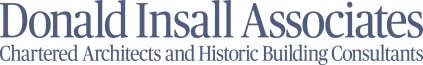 Donald Insall Associates
Chartered Architects and Historic Building Consultants